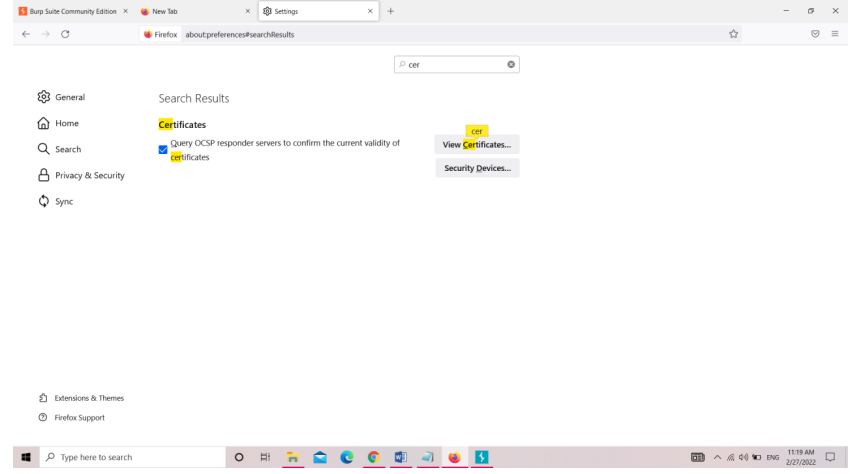 Burp Suite Community Edition
New Tab
Settings
Firefox about:preferences#searchResults
cer
General
Home
Search
Privacy & Security
Sync
Search Results
Certificates
Query OCSP responder servers to confirm the current validity of
certificates
cer
View Certificates...
Security Devices...
Extensions & Themes
Firefox Support
Type here to search
ENG
11:19 AM
2/27/2022